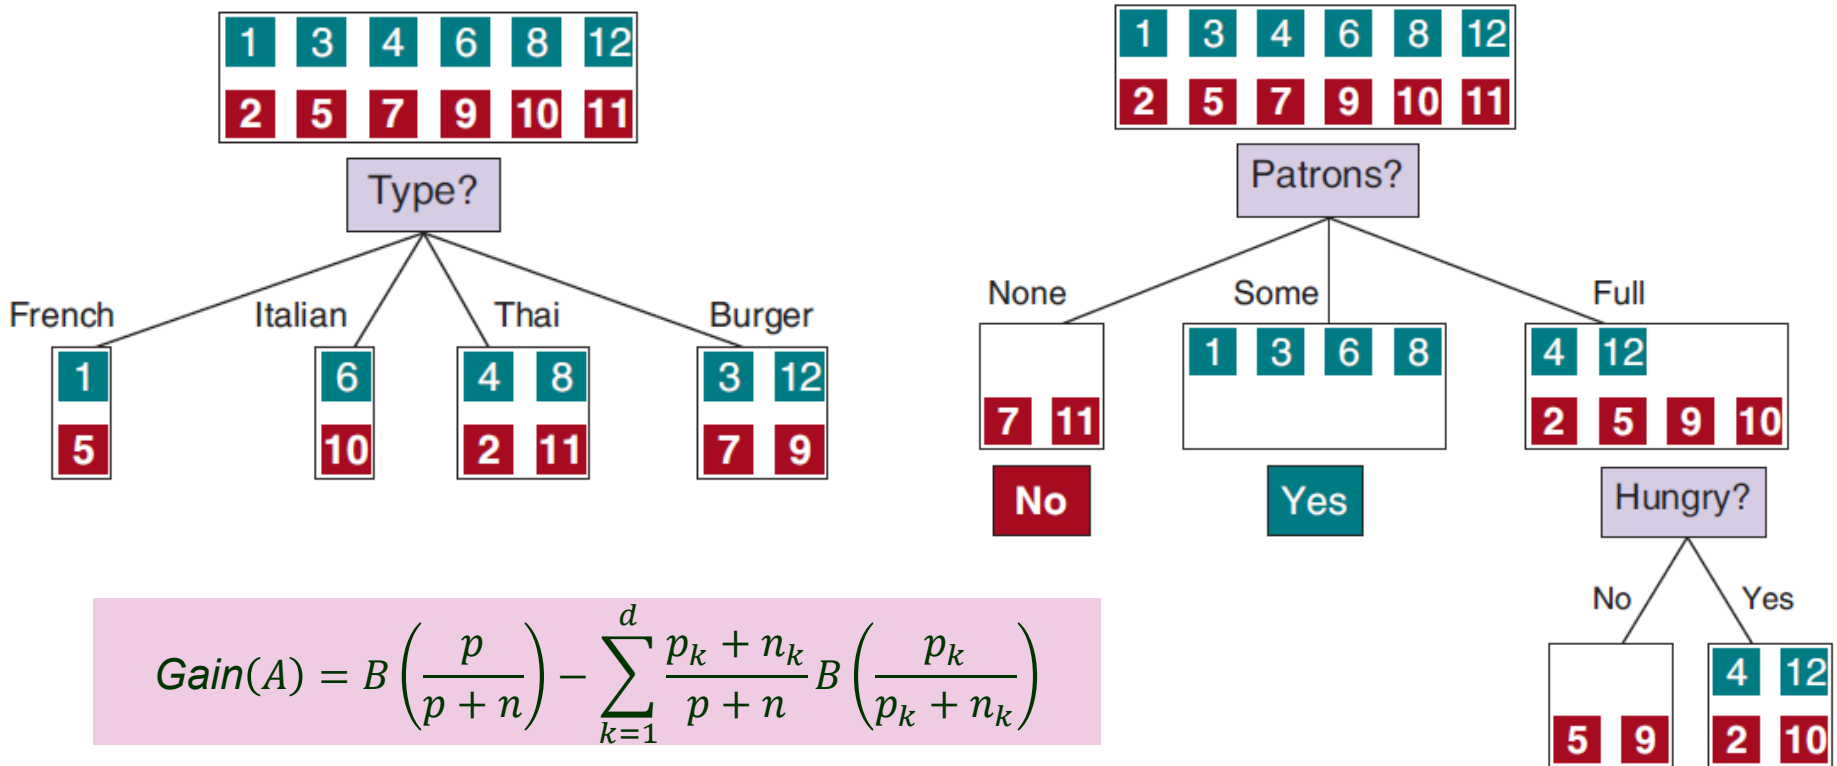 1 3 4 6 8 12
2 5 7 9 10 11
Type?
French Italian Thai Burger
1 6 4 8 3 12
5 10 2 11 7 9
1 3 4 6 8 12
2 5 7 9 10 11
Patrons?
None Some Full
1 3 6 8 4 12
7 11 2 5 9 10
No Yes Hungry?
No Yes
4 12
5 9 2 10
Gain(A) = B(p/(p + n)) − ∑_{k=1}^{d} (p_k + n_k)/(p + n) B(p_k/(p_k + n_k))